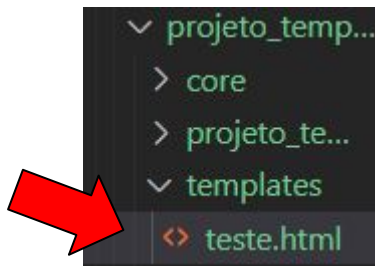 projeto_temp...
core
projeto_te...
templates
<> teste.html